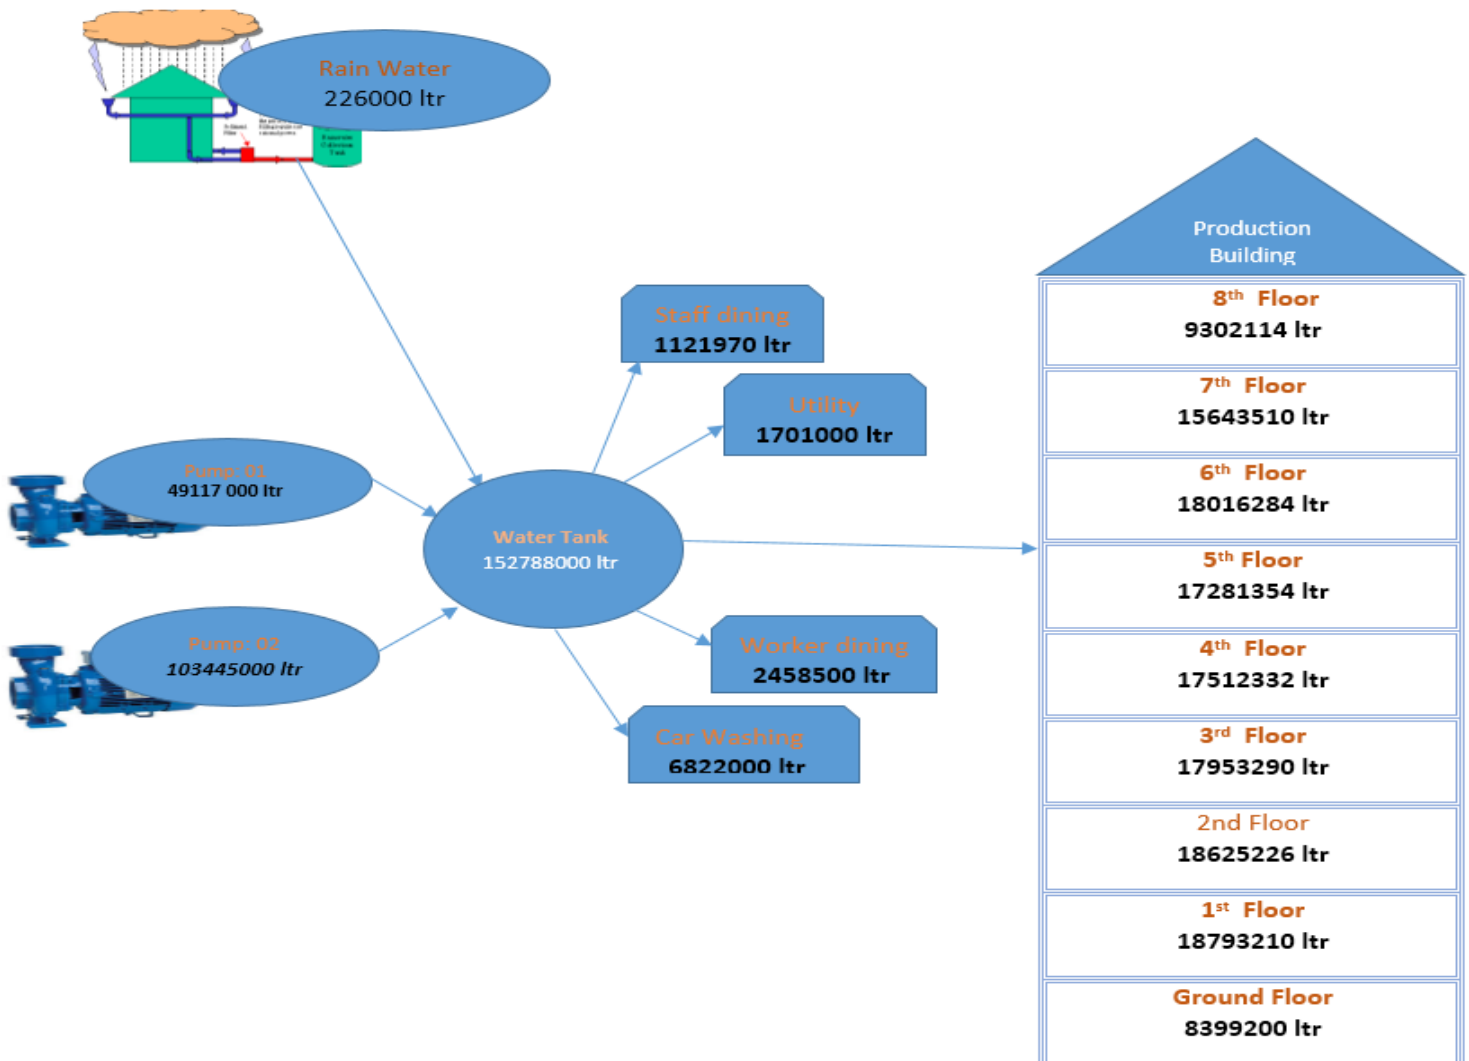 Rain Water
226000 ltr
Tank
Production
Building
8th Floor
9302114 ltr
Staff dining
1121970 ltr
7th Floor
15643510 ltr
Utility
1701000 ltr
6th Floor
18016284 ltr
Pump: 01
49117 000 ltr
Water Tank
152788000 ltr
5th Floor
17281354 ltr
Pump: 02
103445000 ltr
Worker dining
2458500 ltr
4th Floor
17512332 ltr
Car Washing
6822000 ltr
3rd Floor
17953290 ltr
2nd Floor
18625226 ltr
1st Floor
18793210 ltr
Ground Floor
8399200 ltr